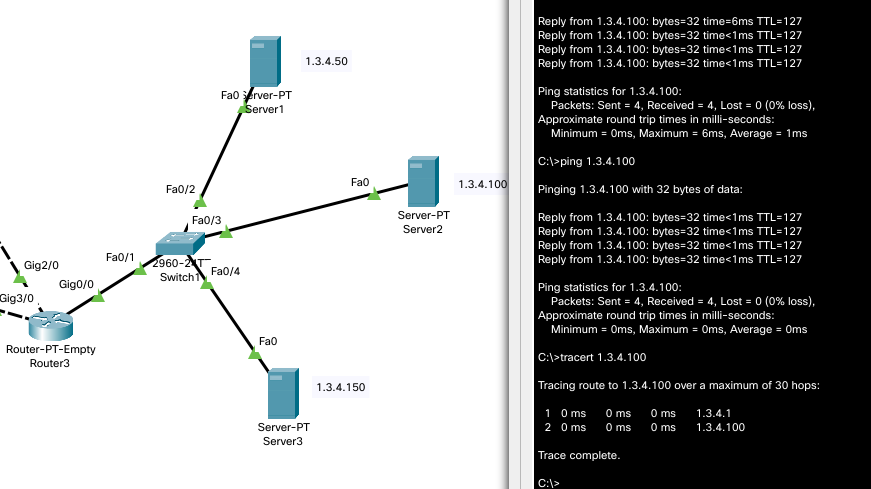 1.3.4.50
Fa0
Server-PT
Server1
Fa0/2
Fa0
1.3.4.100
Fa0/3
Server-PT
Server2
Fa0/1
2960-24TT
Switch1
Fa0/4
Gig2/0
Gig0/0
Gig3/0
Router-PT-Empty
Router3
Fa0
1.3.4.150
Server-PT
Server3
Reply from 1.3.4.100: bytes=32 time=6ms TTL=127
Reply from 1.3.4.100: bytes=32 time<1ms TTL=127
Reply from 1.3.4.100: bytes=32 time<1ms TTL=127
Reply from 1.3.4.100: bytes=32 time<1ms TTL=127
Ping statistics for 1.3.4.100:
Packets: Sent = 4, Received = 4, Lost = 0 (0% loss),
Approximate round trip times in milli-seconds:
Minimum = 0ms, Maximum = 6ms, Average = 1ms
C:\>ping 1.3.4.100
Pinging 1.3.4.100 with 32 bytes of data:
Reply from 1.3.4.100: bytes=32 time<1ms TTL=127
Reply from 1.3.4.100: bytes=32 time<1ms TTL=127
Reply from 1.3.4.100: bytes=32 time<1ms TTL=127
Reply from 1.3.4.100: bytes=32 time<1ms TTL=127
Ping statistics for 1.3.4.100:
Packets: Sent = 4, Received = 4, Lost = 0 (0% loss),
Approximate round trip times in milli-seconds:
Minimum = 0ms, Maximum = 0ms, Average = 0ms
C:\>tracert 1.3.4.100
Tracing route to 1.3.4.100 over a maximum of 30 hops:
1 0 ms 0 ms 0 ms 1.3.4.1
2 0 ms 0 ms 0 ms 1.3.4.100
Trace complete.
C:\>